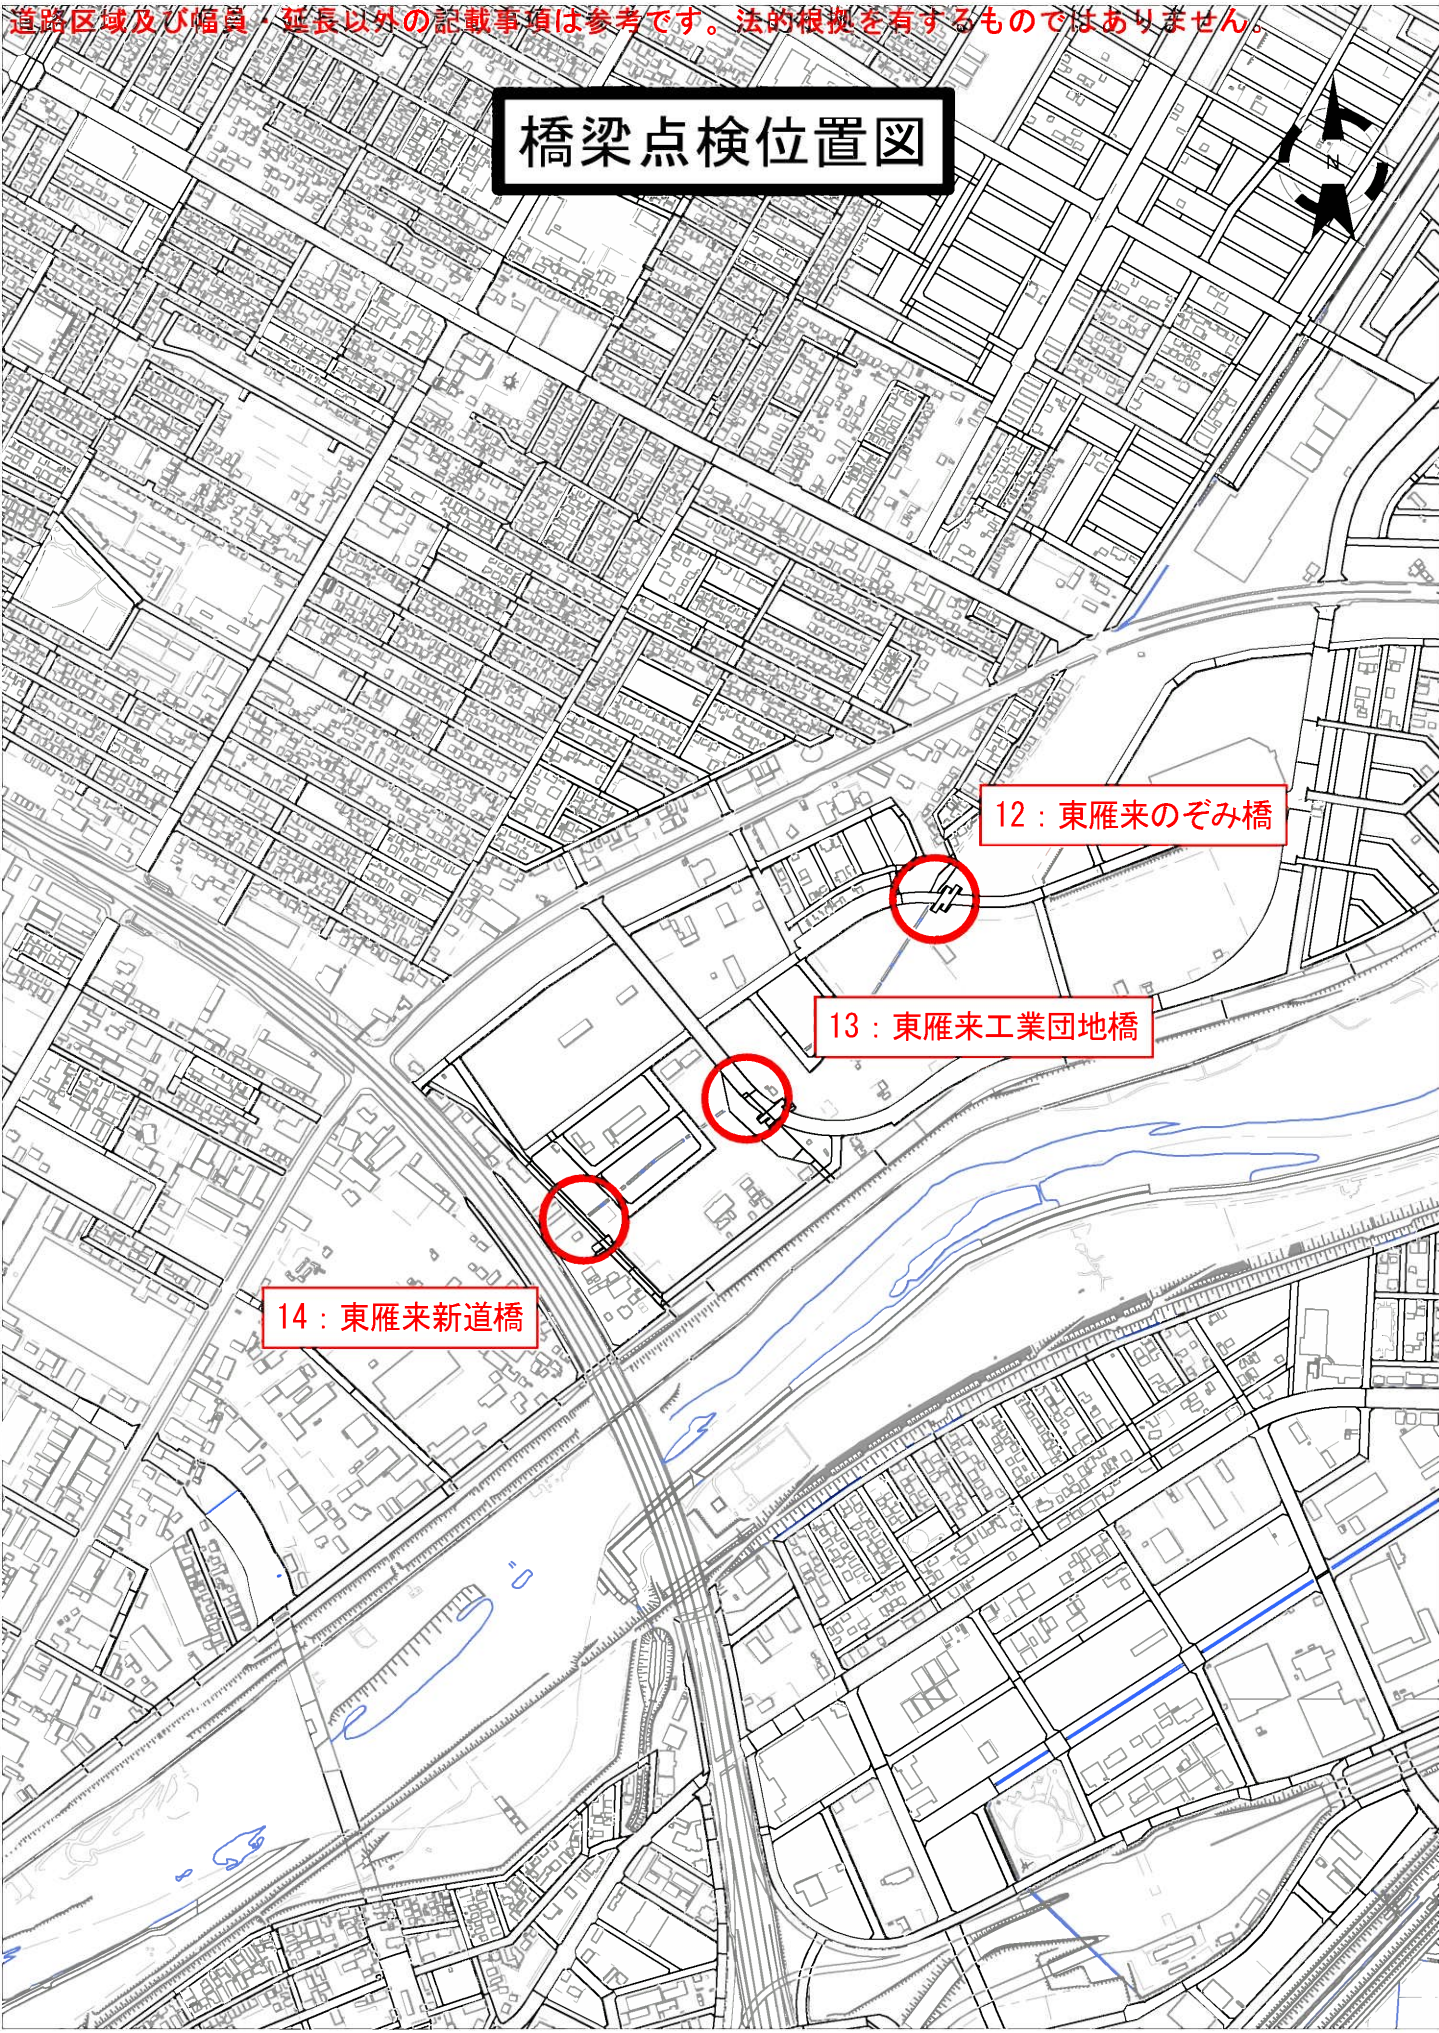 道路区域及び幅員・延長以外の記載事項は参考です。法的根拠を有するものではありません。
橋梁点検位置図
N
12：東雁来のぞみ橋
13：東雁来工業団地橋
14：東雁来新道橋